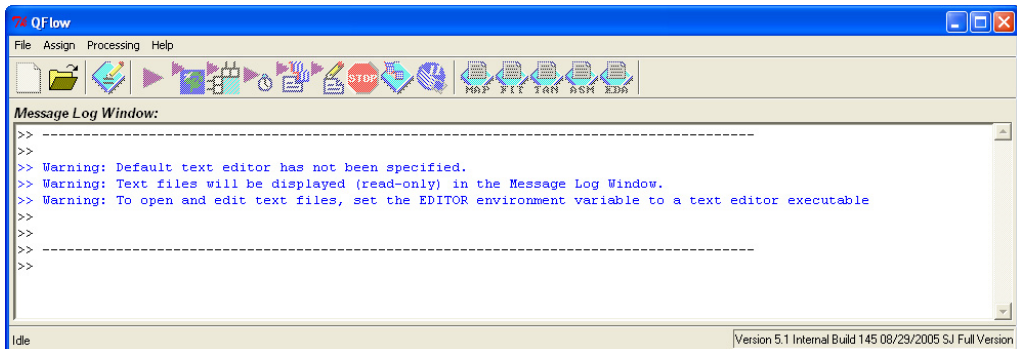 QFlow
File Assign Processing Help
STOP MAP FIT TAN ASM EDA
Message Log Window:
>> --------------------------------------------------------------------------------------
>>
>> Warning: Default text editor has not been specified.
>> Warning: Text files will be displayed (read-only) in the Message Log Window.
>> Warning: To open and edit text files, set the EDITOR environment variable to a text editor executable
>>
>>
>> --------------------------------------------------------------------------------------
>>
Idle Version 5.1 Internal Build 145 08/29/2005 SJ Full Version